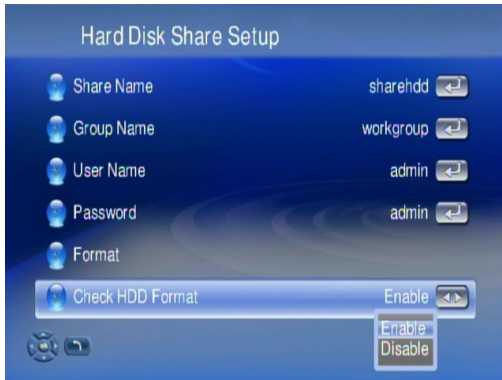 Hard Disk Share Setup
Share Name sharehdd
Group Name workgroup
User Name admin
Password admin
Format
Check HDD Format Enable
Enable
Disable